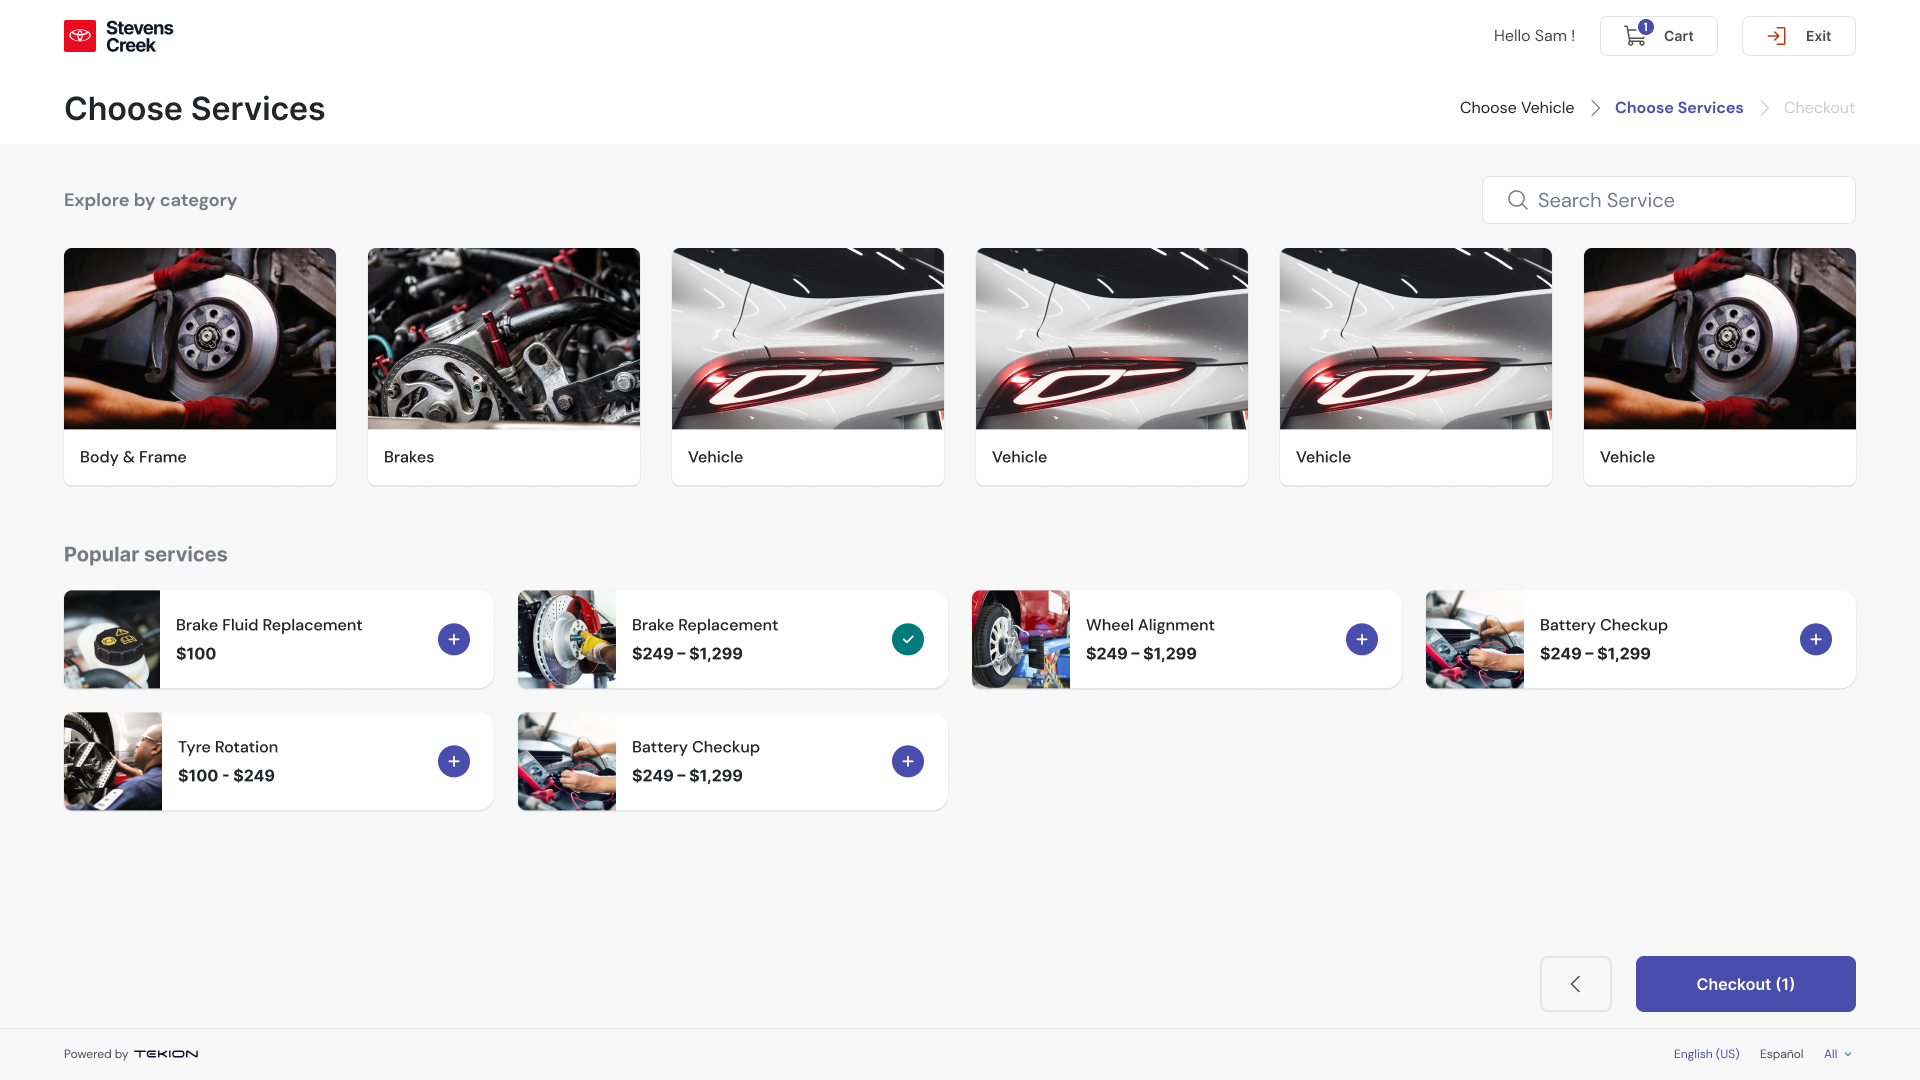 Stevens
Creek
Hello Sam !
1
Cart
Exit
Choose Services
Choose Vehicle
Choose Services
Checkout
Explore by category
Search Service
Body & Frame
Brakes
Vehicle
Vehicle
Vehicle
Vehicle
Popular services
Brake Fluid Replacement
$100
Brake Replacement
$249 – $1,299
Wheel Alignment
$249 – $1,299
Battery Checkup
$249 – $1,299
Tyre Rotation
$100 - $249
Battery Checkup
$249 – $1,299
Checkout (1)
Powered by TEKION
English (US)
Español
All